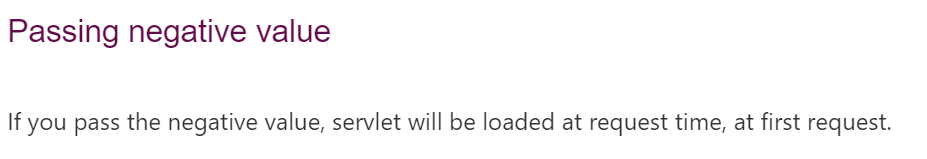 Passing negative value
If you pass the negative value, servlet will be loaded at request time, at first request.